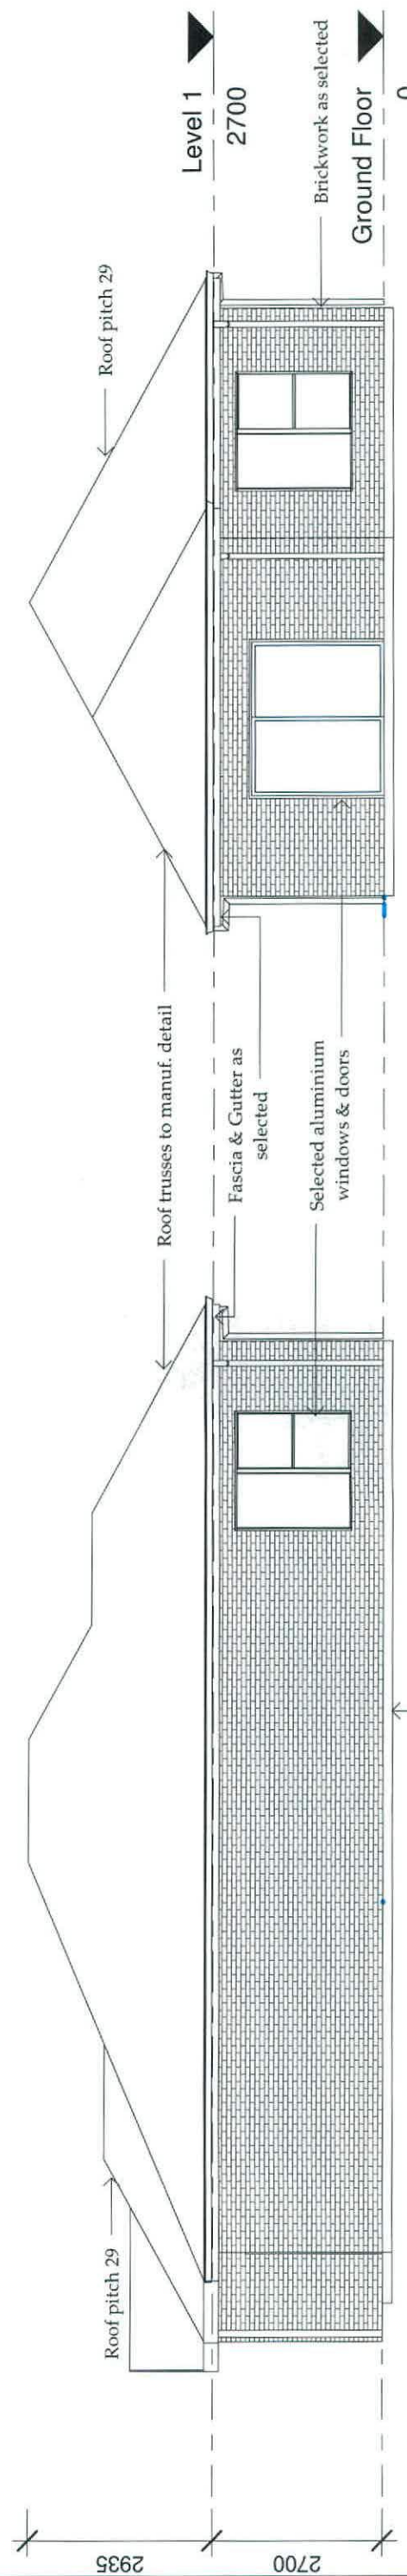 Roof pitch 29
Roof trusses to manuf. detail
Roof pitch 29
Level 1
2700
Fascia & Gutter as
selected
Selected aluminium
windows & doors
Brickwork as selected
Ground Floor
0
2935
2700